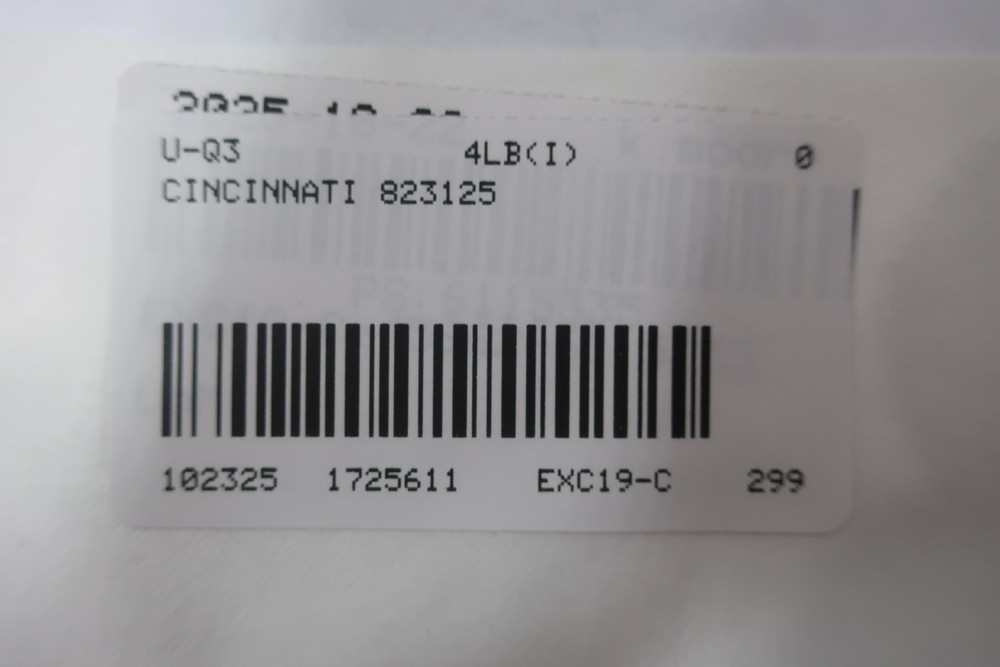 U-Q3 4LB(I) 0
CINCINNATI 823125
102325 1725611 EXC19-C 299